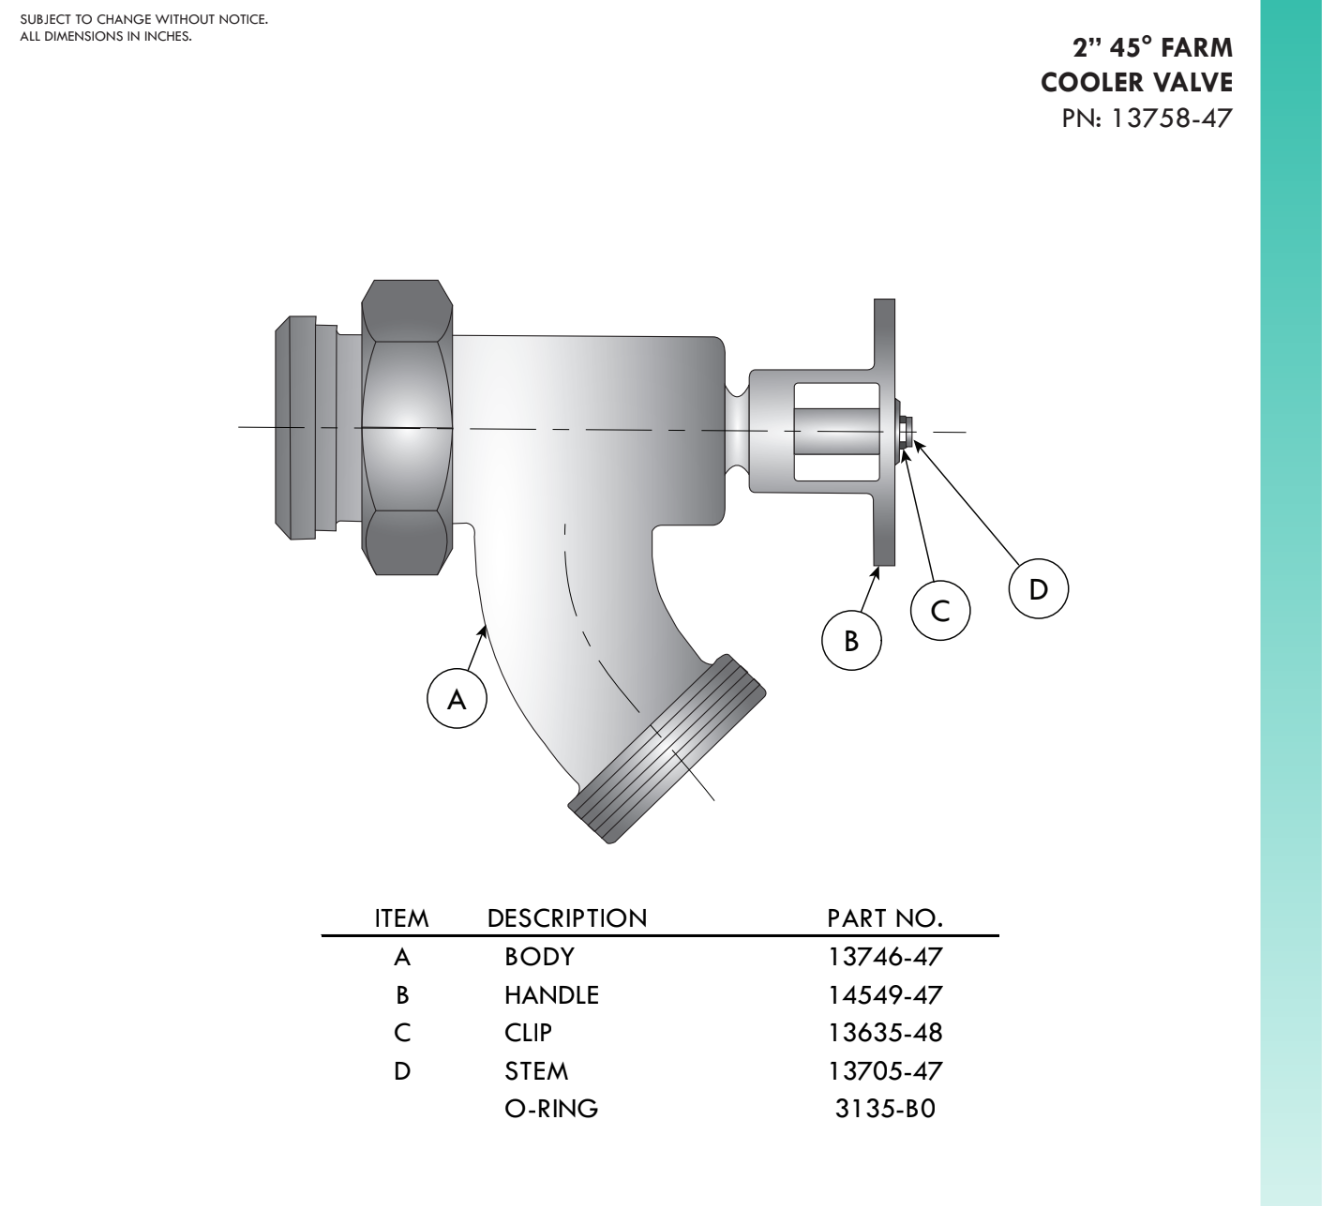 SUBJECT TO CHANGE WITHOUT NOTICE.
ALL DIMENSIONS IN INCHES.
2” 45° FARM
COOLER VALVE
PN: 13758-47
D
C
B
A
ITEM DESCRIPTION PART NO.
A BODY 13746-47
B HANDLE 14549-47
C CLIP 13635-48
D STEM 13705-47
O-RING 3135-B0